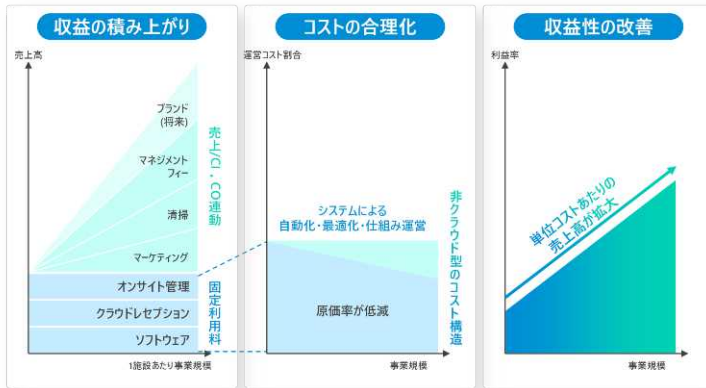 収益の積み上がり
売上高
ブランド
(将来)
マネジメント
フィー
清掃
マーケティング
オンサイト管理
クラウドレセプション
ソフトウェア
売上/CI、CO連動
固定利用料
1施設あたり事業規模
コストの合理化
運営コスト割合
システムによる
自動化・最適化・仕組み運営
原価率が低減
非クラウド型のコスト構造
事業規模
収益性の改善
利益率
単位コストあたりの
売上高が拡大
事業規模